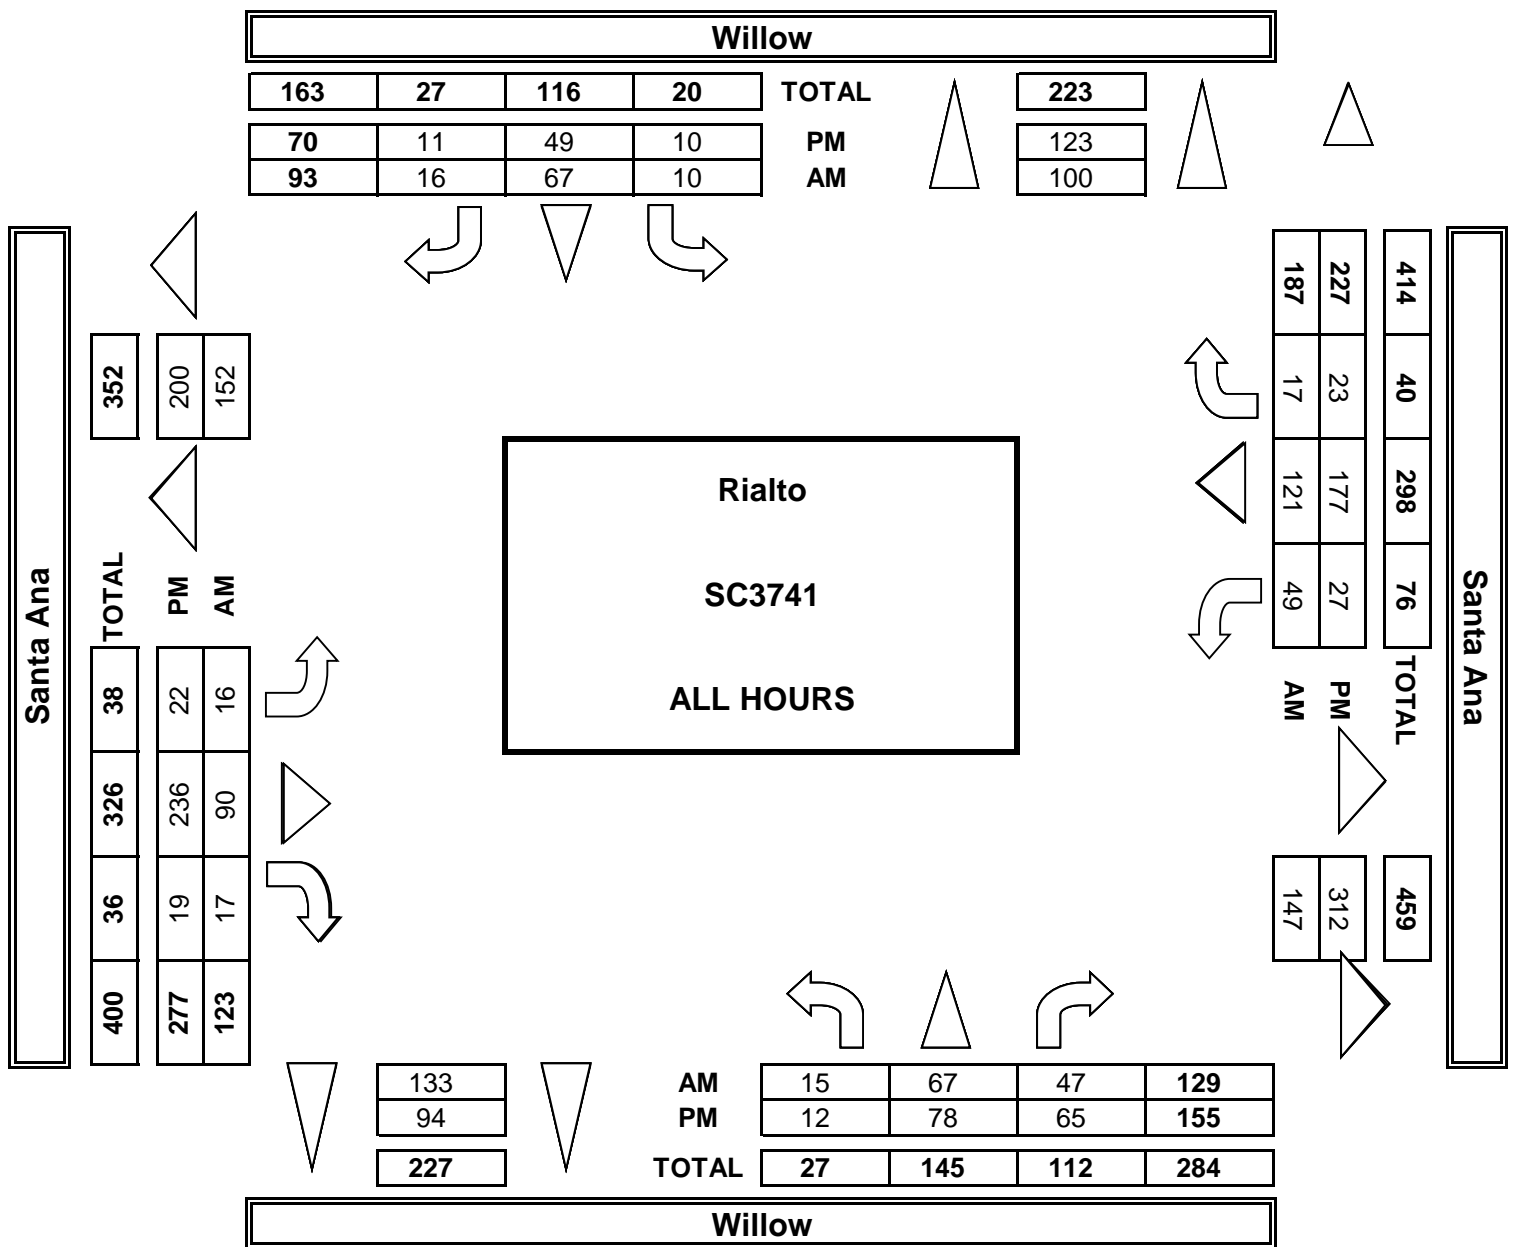 Willow
163 27 116 20 TOTAL 223
70 11 49 10 PM 123
93 16 67 10 AM 100
Santa Ana
352 200 152
TOTAL PM AM
38 22 16
326 236 90
36 19 17
400 277 123
Rialto
SC3741
ALL HOURS
187 227 414
17 23 40
121 177 298
49 27 76
AM PM TOTAL
147 312 459
Santa Ana
133 AM 15 67 47 129
94 PM 12 78 65 155
227 TOTAL 27 145 112 284
Willow